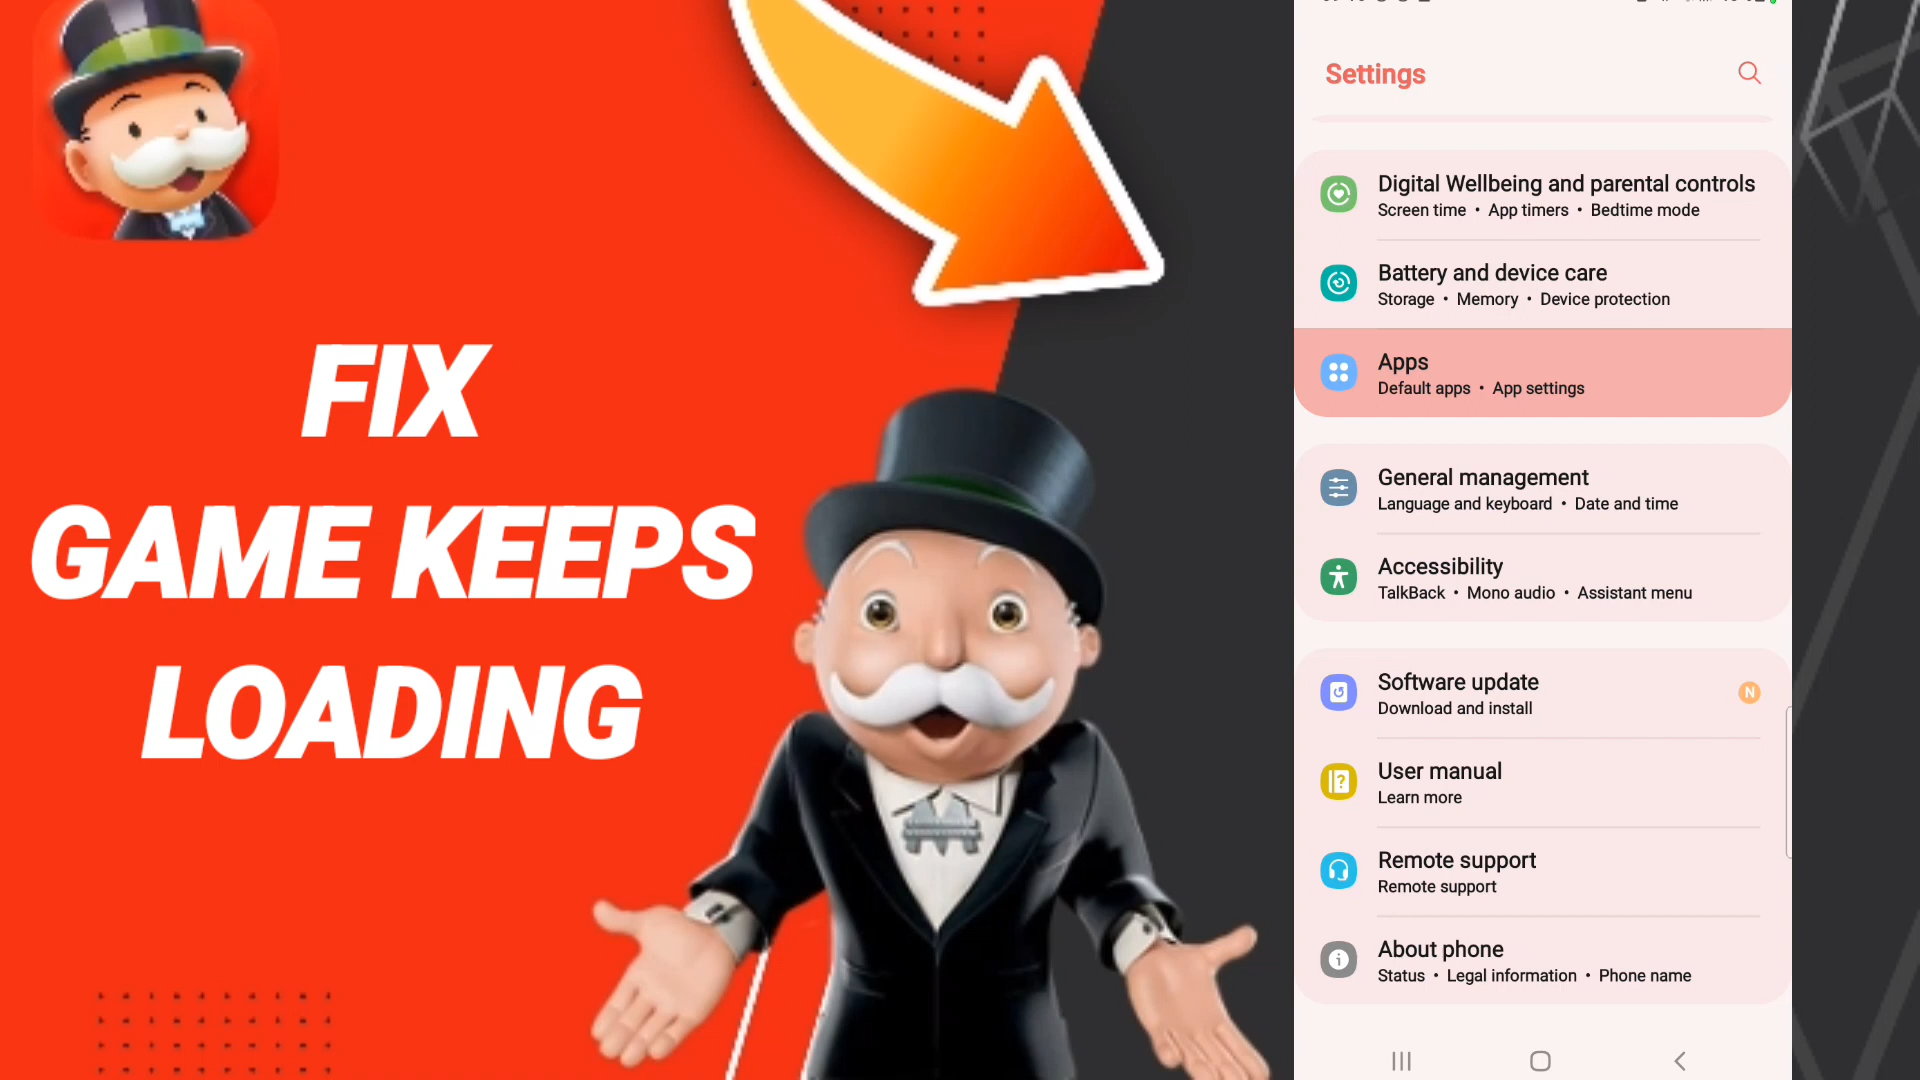 FIX
GAME KEEPS
LOADING
Settings
Digital Wellbeing and parental controls
Screen time • App timers • Bedtime mode
Battery and device care
Storage • Memory • Device protection
Apps
Default apps • App settings
General management
Language and keyboard • Date and time
Accessibility
TalkBack • Mono audio • Assistant menu
Software update
N
Download and install
User manual
Learn more
Remote support
Remote support
About phone
Status • Legal information • Phone name